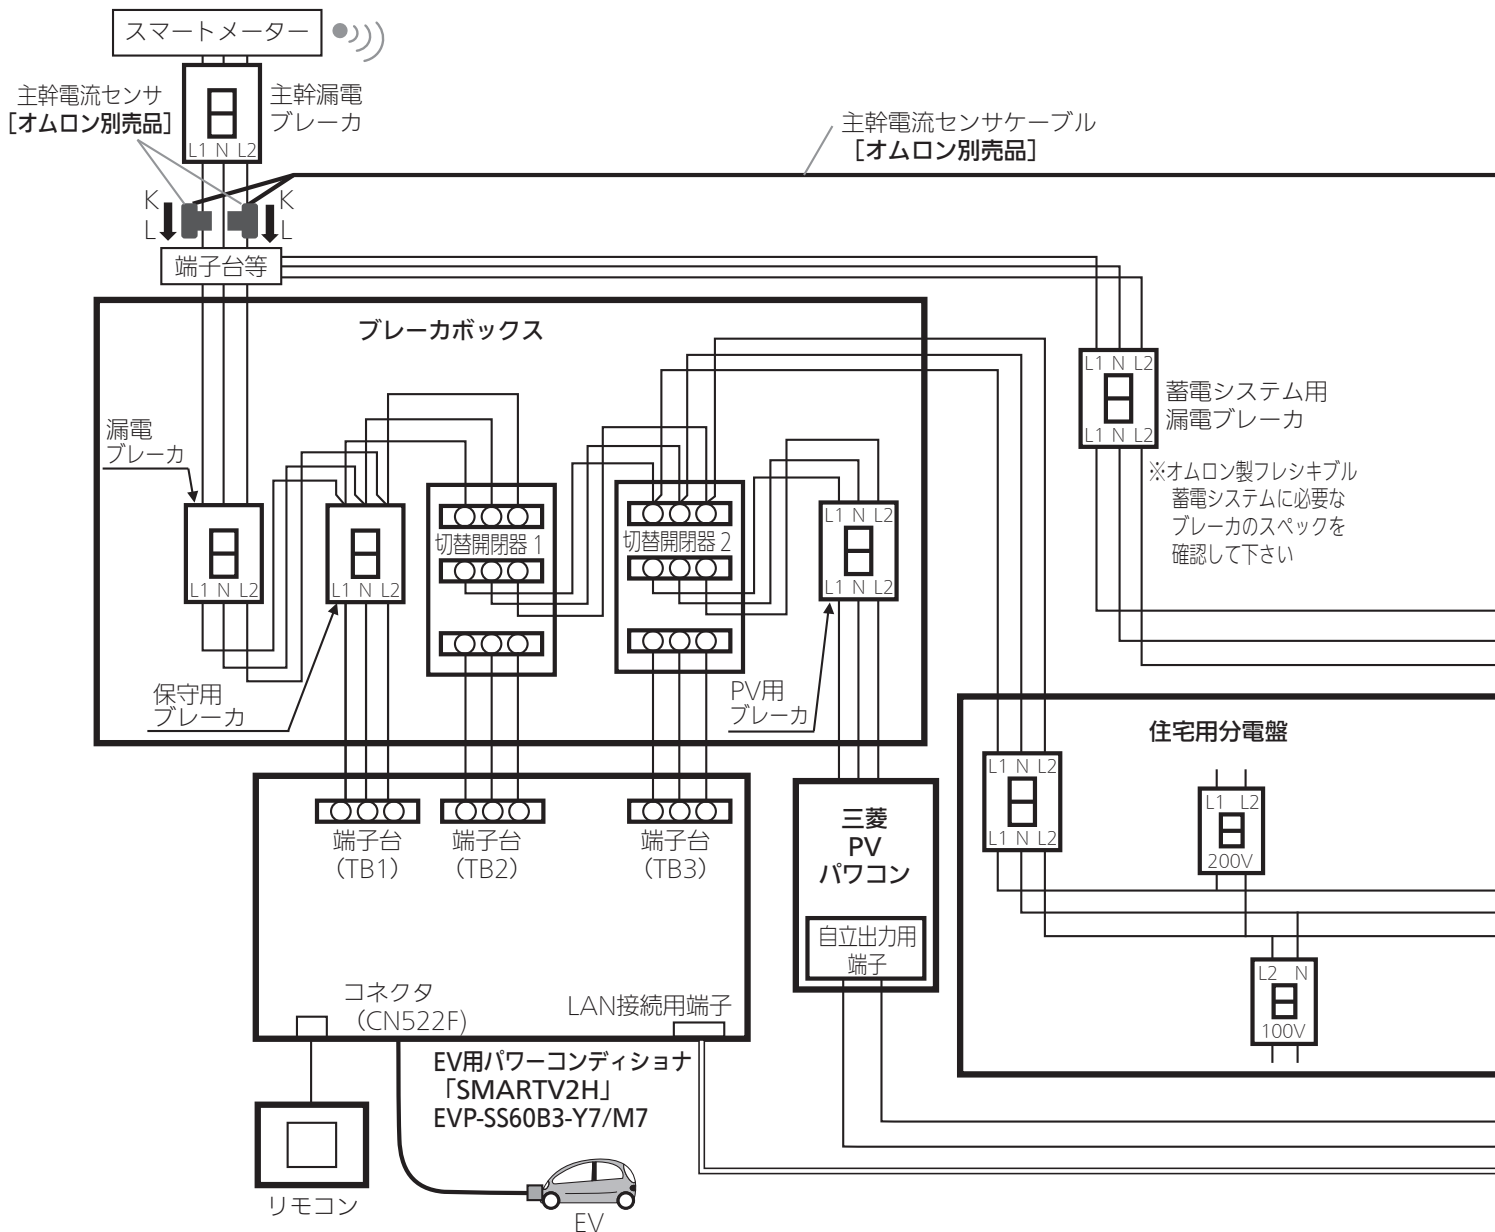 スマートメーター
主幹電流センサ
[オムロン別売品]
主幹漏電
ブレーカ
L1 N L2
主幹電流センサケーブル
[オムロン別売品]
K
L
K
L
端子台等
ブレーカボックス
L1 N L2
L1 N L2
蓄電システム用
漏電ブレーカ
※オムロン製フレシキブル
蓄電システムに必要な
ブレーカのスペックを
確認して下さい
漏電
ブレーカ
L1 N L2
L1 N L2
切替開閉器 1
切替開閉器 2
L1 N L2
L1 N L2
保守用
ブレーカ
PV用
ブレーカ
住宅用分電盤
L1 N L2
L1 N L2
L1 L2
200V
L2 N
100V
端子台
(TB1)
端子台
(TB2)
端子台
(TB3)
三菱
PV
パワコン
自立出力用
端子
コネクタ
(CN522F)
LAN接続用端子
EV用パワーコンディショナ
「SMARTV2H」
EVP-SS60B3-Y7/M7
リモコン
EV